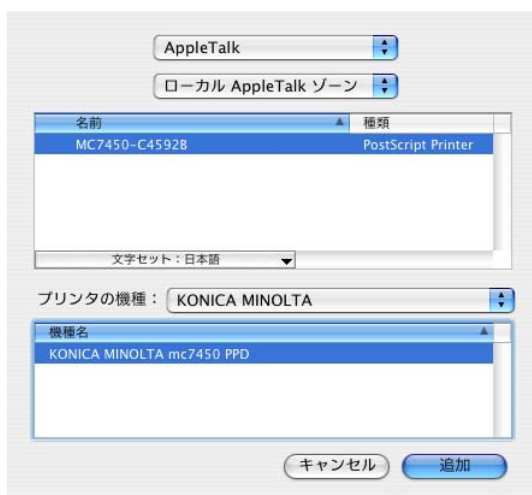 AppleTalk
ローカル AppleTalk ゾーン
名前 種類
MC7450-C4592B PostScript Printer
文字セット：日本語
プリンタの機種： KONICA MINOLTA
機種名
KONICA MINOLTA mc7450 PPD
キャンセル 追加